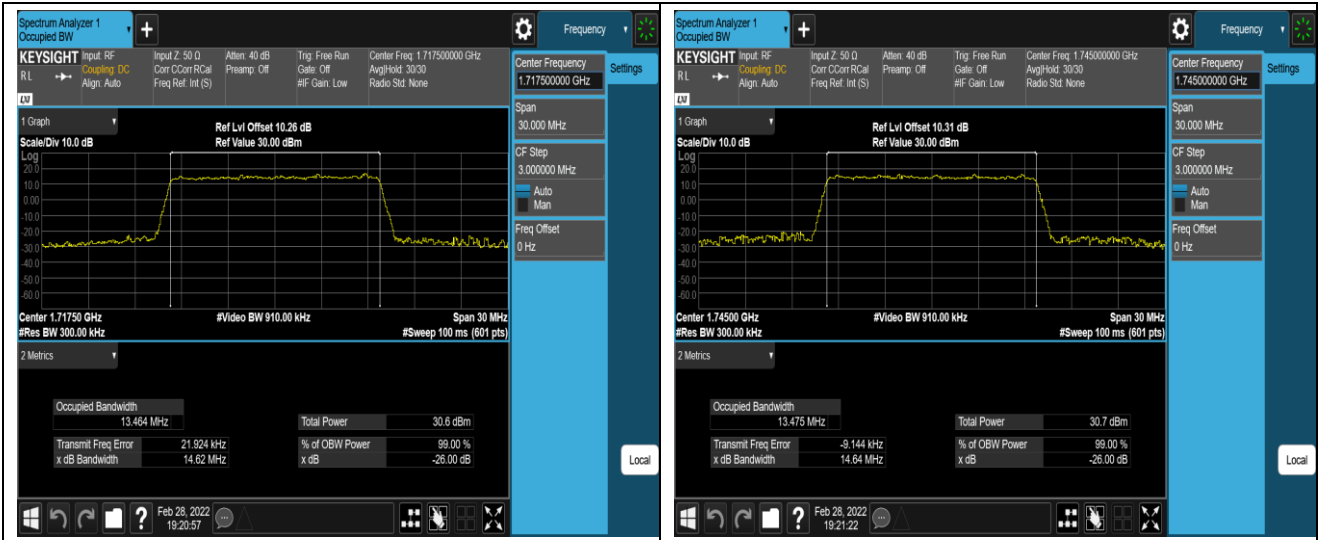 Spectrum Analyzer 1
Occupied BW
+
Frequency
KEYSIGHT
Input: RF
Coupling: DC
Align: Auto
Input Z: 50 Ω
Corr CCorr RCal
Freq Ref: Int (S)
Atten: 40 dB
Preamp: Off
Trig: Free Run
Gate: Off
#IF Gain: Low
Center Freq: 1.717500000 GHz
Avg|Hold: 30/30
Radio Std: None
RL
LXI
Center Frequency
1.717500000 GHz
Settings
Span
30.000 MHz
CF Step
3.000000 MHz
Auto
Man
Freq Offset
0 Hz
Local
1 Graph
Scale/Div 10.0 dB
Ref Lvl Offset 10.26 dB
Ref Value 30.00 dBm
Log
20.0
10.0
0.00
-10.0
-20.0
-30.0
-40.0
-50.0
-60.0
Center 1.71750 GHz
#Video BW 910.00 kHz
Span 30 MHz
#Res BW 300.00 kHz
#Sweep 100 ms (601 pts)
2 Metrics
Occupied Bandwidth
13.464 MHz
Total Power 30.6 dBm
Transmit Freq Error 21.924 kHz
% of OBW Power 99.00 %
x dB Bandwidth 14.62 MHz
x dB -26.00 dB
?
Feb 28, 2022
19:20:57
Spectrum Analyzer 1
Occupied BW
+
Frequency
KEYSIGHT
Input: RF
Coupling: DC
Align: Auto
Input Z: 50 Ω
Corr CCorr RCal
Freq Ref: Int (S)
Atten: 40 dB
Preamp: Off
Trig: Free Run
Gate: Off
#IF Gain: Low
Center Freq: 1.745000000 GHz
Avg|Hold: 30/30
Radio Std: None
RL
LXI
Center Frequency
1.745000000 GHz
Settings
Span
30.000 MHz
CF Step
3.000000 MHz
Auto
Man
Freq Offset
0 Hz
Local
1 Graph
Scale/Div 10.0 dB
Ref Lvl Offset 10.31 dB
Ref Value 30.00 dBm
Log
20.0
10.0
0.00
-10.0
-20.0
-30.0
-40.0
-50.0
-60.0
Center 1.74500 GHz
#Video BW 910.00 kHz
Span 30 MHz
#Res BW 300.00 kHz
#Sweep 100 ms (601 pts)
2 Metrics
Occupied Bandwidth
13.475 MHz
Total Power 30.7 dBm
Transmit Freq Error -9.144 kHz
% of OBW Power 99.00 %
x dB Bandwidth 14.64 MHz
x dB -26.00 dB
?
Feb 28, 2022
19:21:22